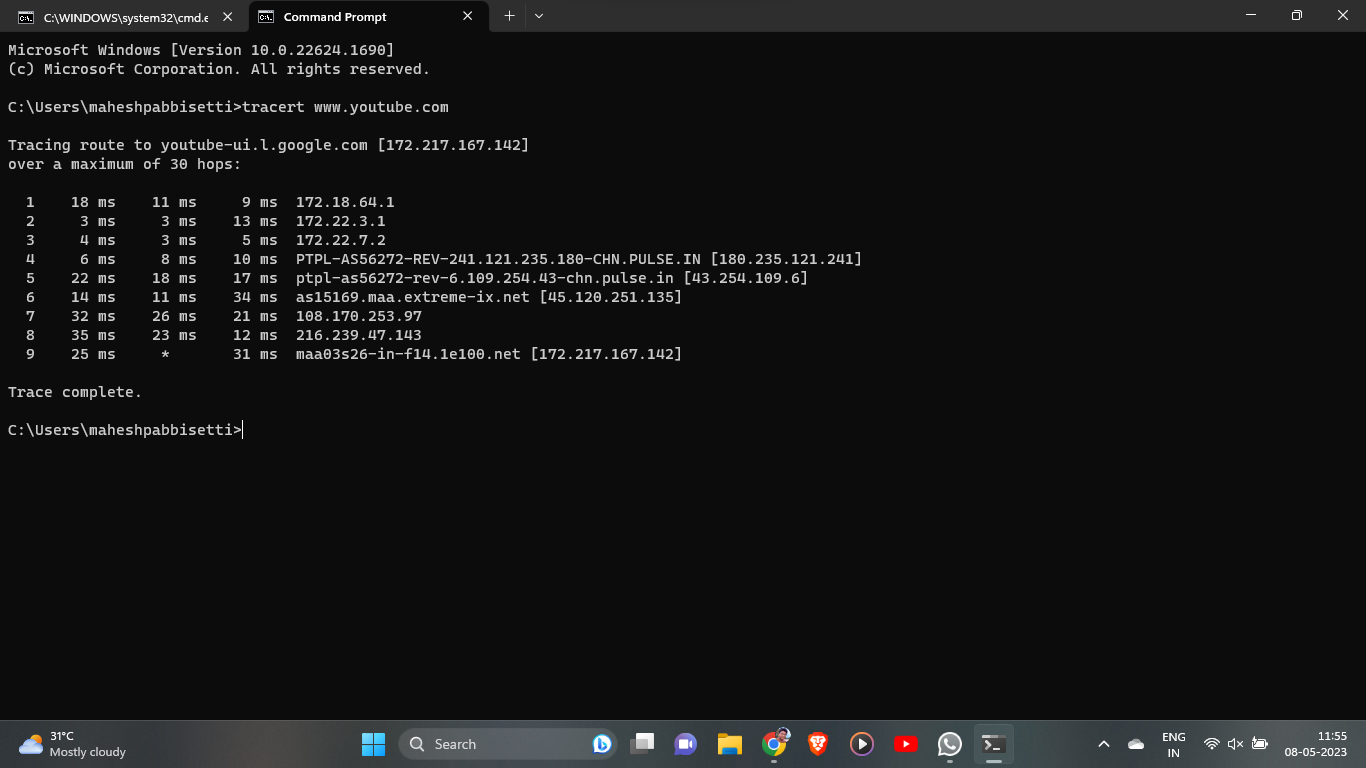 C:\WINDOWS\system32\cmd.e
Command Prompt
Microsoft Windows [Version 10.0.22624.1690]
(c) Microsoft Corporation. All rights reserved.
C:\Users\maheshpabbisetti>tracert www.youtube.com
Tracing route to youtube-ui.l.google.com [172.217.167.142]
over a maximum of 30 hops:
1 18 ms 11 ms 9 ms 172.18.64.1
2 3 ms 3 ms 13 ms 172.22.3.1
3 4 ms 3 ms 5 ms 172.22.7.2
4 6 ms 8 ms 10 ms PTPL-AS56272-REV-241.121.235.180-CHN.PULSE.IN [180.235.121.241]
5 22 ms 18 ms 17 ms ptpl-as56272-rev-6.109.254.43-chn.pulse.in [43.254.109.6]
6 14 ms 11 ms 34 ms as15169.maa.extreme-ix.net [45.120.251.135]
7 32 ms 26 ms 21 ms 108.170.253.97
8 35 ms 23 ms 12 ms 216.239.47.143
9 25 ms * 31 ms maa03s26-in-f14.1e100.net [172.217.167.142]
Trace complete.
C:\Users\maheshpabbisetti>
31°C
Mostly cloudy
Search
ENG
IN
11:55
08-05-2023